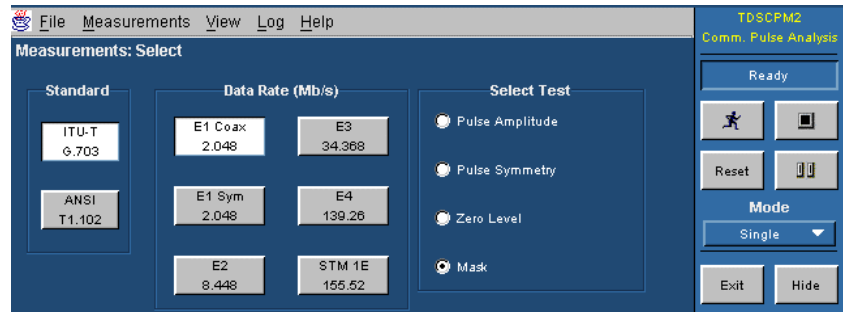 File Measurements View Log Help
Measurements: Select
Standard
ITU-T
G.703
ANSI
T1.102
Data Rate (Mb/s)
E1 Coax
2.048
E3
34.368
E1 Sym
2.048
E4
139.26
E2
8.448
STM 1E
155.52
Select Test
Pulse Amplitude
Pulse Symmetry
Zero Level
Mask
TDSCPM2
Comm. Pulse Analysis
Ready
Reset
Mode
Single
Exit
Hide